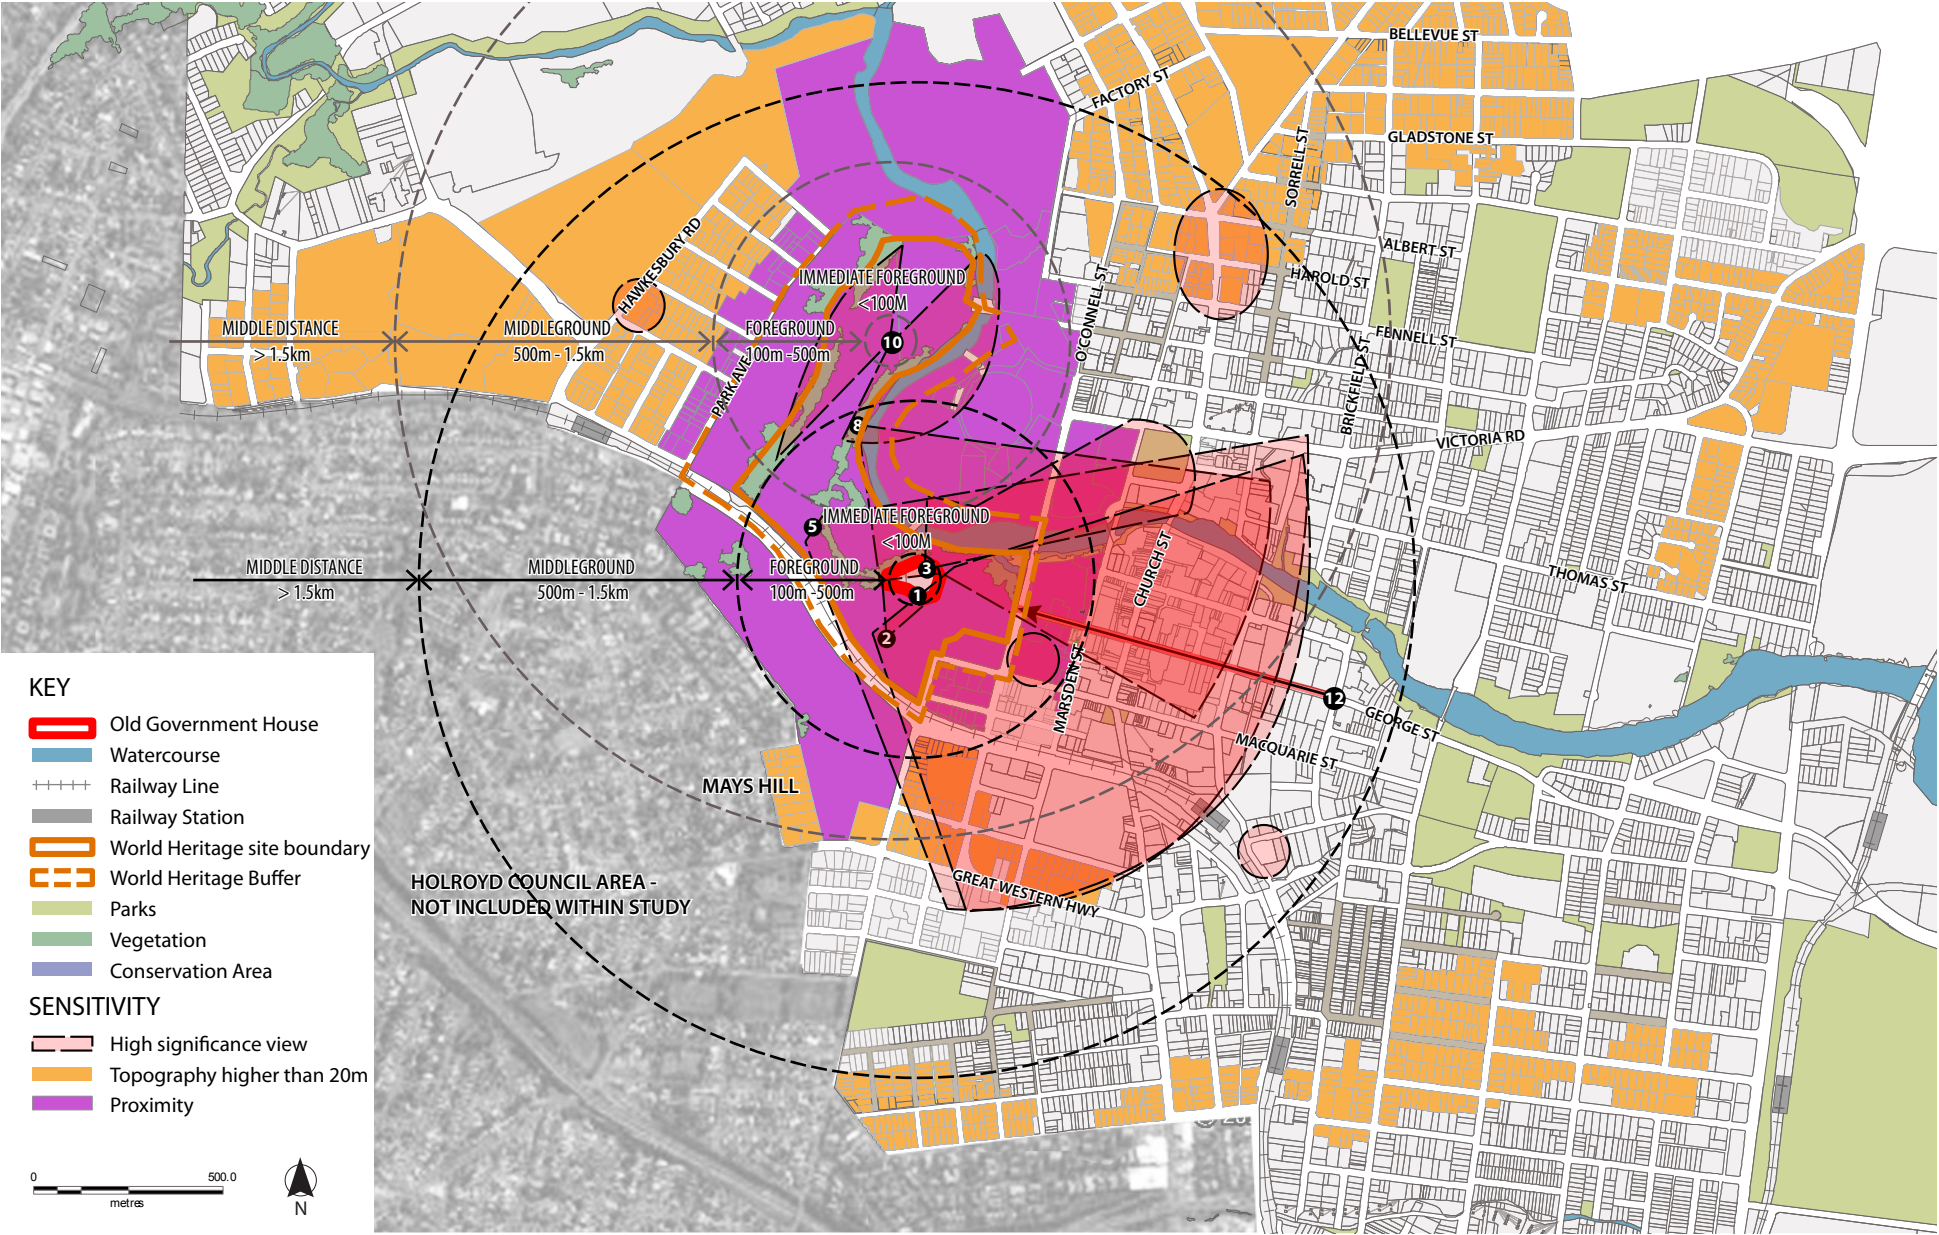 BELLEVUE ST
FACTORY ST
GLADSTONE ST
SORRELL ST
HAWKESBURY RD
ALBERT ST
HAROLD ST
O'CONNELL ST
FENNELL ST
BRICKFIELD ST
VICTORIA RD
PARK AVE
IMMEDIATE FOREGROUND
<100M
MIDDLE DISTANCE
> 1.5km
MIDDLEGROUND
500m - 1.5km
FOREGROUND
100m -500m
10
8
5
IMMEDIATE FOREGROUND
<100M
MIDDLE DISTANCE
> 1.5km
MIDDLEGROUND
500m - 1.5km
FOREGROUND
100m -500m
3
1
2
12
CHURCH ST
THOMAS ST
MARSDEN ST
GEORGE ST
MACQUARIE ST
MAYS HILL
GREAT WESTERN HWY
HOLROYD COUNCIL AREA -
NOT INCLUDED WITHIN STUDY
KEY
Old Government House
Watercourse
Railway Line
Railway Station
World Heritage site boundary
World Heritage Buffer
Parks
Vegetation
Conservation Area
SENSITIVITY
High significance view
Topography higher than 20m
Proximity
0
500.0
metres
N